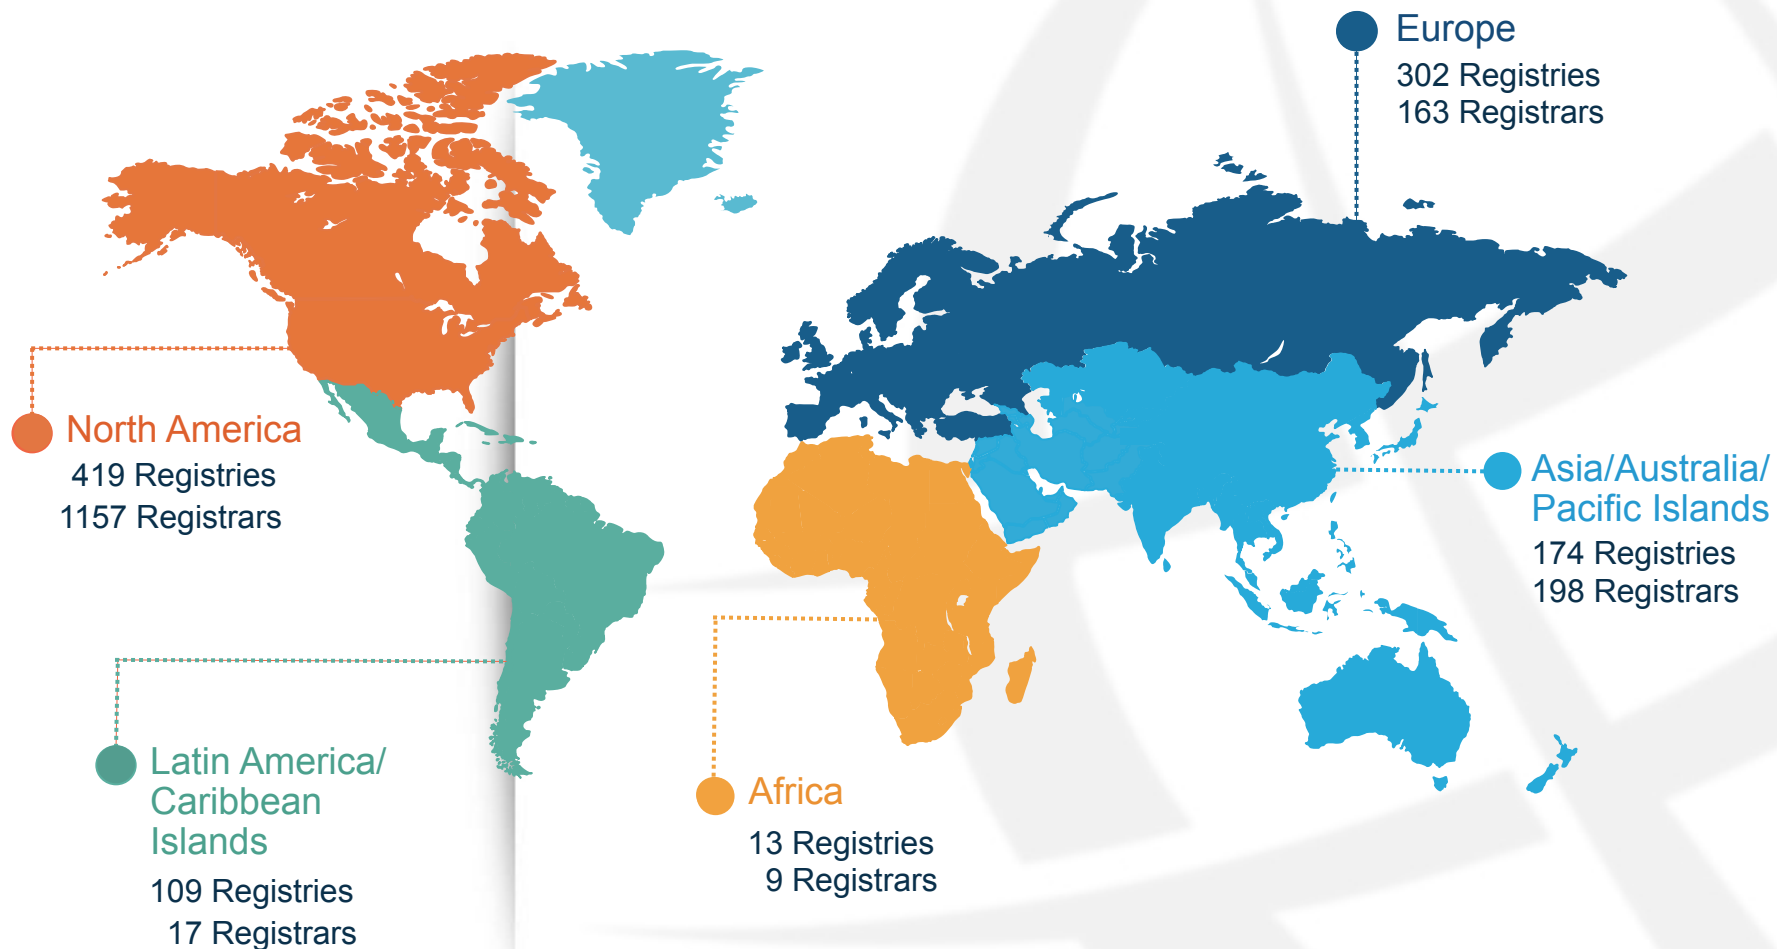 Europe
302 Registries
163 Registrars
North America
419 Registries
1157 Registrars
Asia/Australia/
Pacific Islands
174 Registries
198 Registrars
Latin America/
Caribbean
Islands
109 Registries
17 Registrars
Africa
13 Registries
9 Registrars